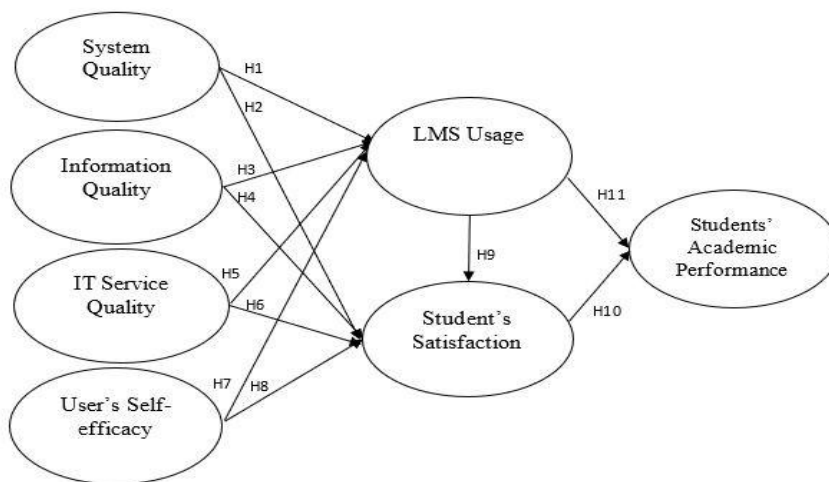 System
Quality
H1
H2
LMS Usage
Information
Quality
H3
H4
H11
Students'
Academic
Performance
IT Service
Quality
H5
H6
H9
Student's
Satisfaction
H10
User's Self-
efficacy
H7
H8